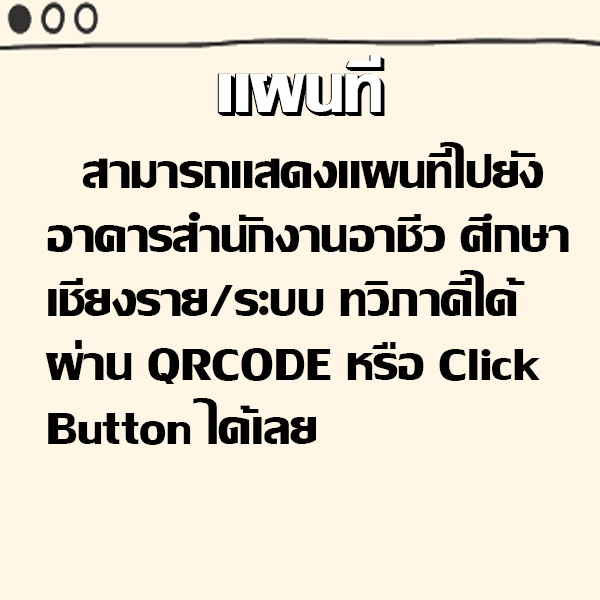 แผนที่
สามารถแสดงแผนที่ไปยัง
อาคารสำนักงานอาชีว ศึกษา
เชียงราย/ระบบ ทวิภาคีได้
ผ่าน QRCODE หรือ Click
Button ได้เลย